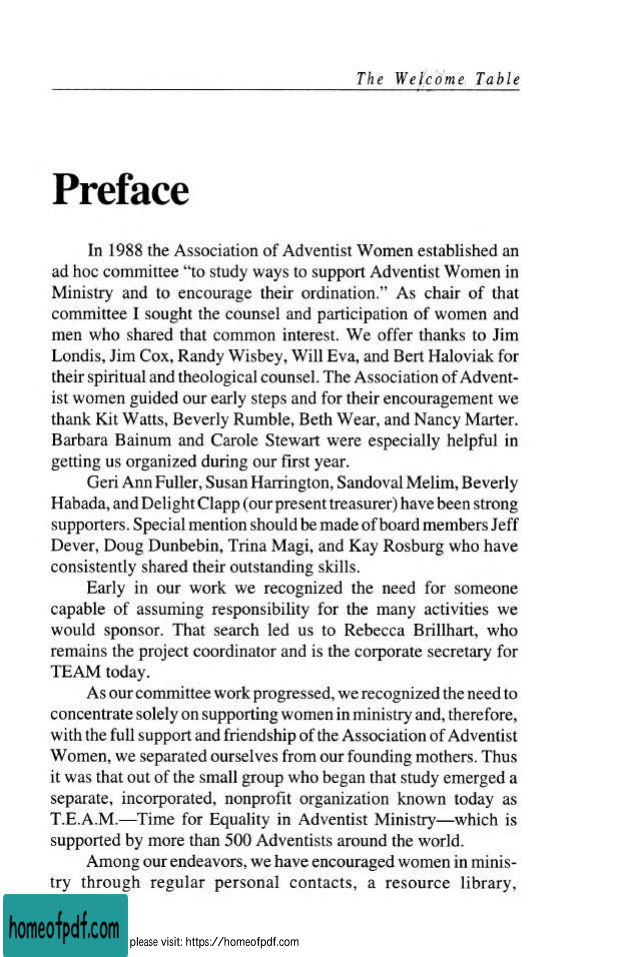 The Welcome Table
Preface
In 1988 the Association of Adventist Women established an
ad hoc committee “to study ways to support Adventist Women in
Ministry and to encourage their ordination.” As chair of that
committee I sought the counsel and participation of women and
men who shared that common interest. We offer thanks to Jim
Londis, Jim Cox, Randy Wisbey, Will Eva, and Bert Haloviak for
their spiritual and theological counsel. The Association of Advent-
ist women guided our early steps and for their encouragement we
thank Kit Watts, Beverly Rumble, Beth Wear, and Nancy Marter.
Barbara Bainum and Carole Stewart were especially helpful in
getting us organized during our first year.
Geri Ann Fuller, Susan Harrington, Sandoval Melim, Beverly
Habada, and Delight Clapp (our present treasurer) have been strong
supporters. Special mention should be made of board members Jeff
Dever, Doug Dunbebin, Trina Magi, and Kay Rosburg who have
consistently shared their outstanding skills.
Early in our work we recognized the need for someone
capable of assuming responsibility for the many activities we
would sponsor. That search led us to Rebecca Brillhart, who
remains the project coordinator and is the corporate secretary for
TEAM today.
As our committee work progressed, we recognized the need to
concentrate solely on supporting women in ministry and, therefore,
with the full support and friendship of the Association of Adventist
Women, we separated ourselves from our founding mothers. Thus
it was that out of the small group who began that study emerged a
separate, incorporated, nonprofit organization known today as
T.E.A.M.—Time for Equality in Adventist Ministry—which is
supported by more than 500 Adventists around the world.
Among our endeavors, we have encouraged women in minis-
try through regular personal contacts, a resource library,
homeofpdf.com
please visit: https://homeofpdf.com